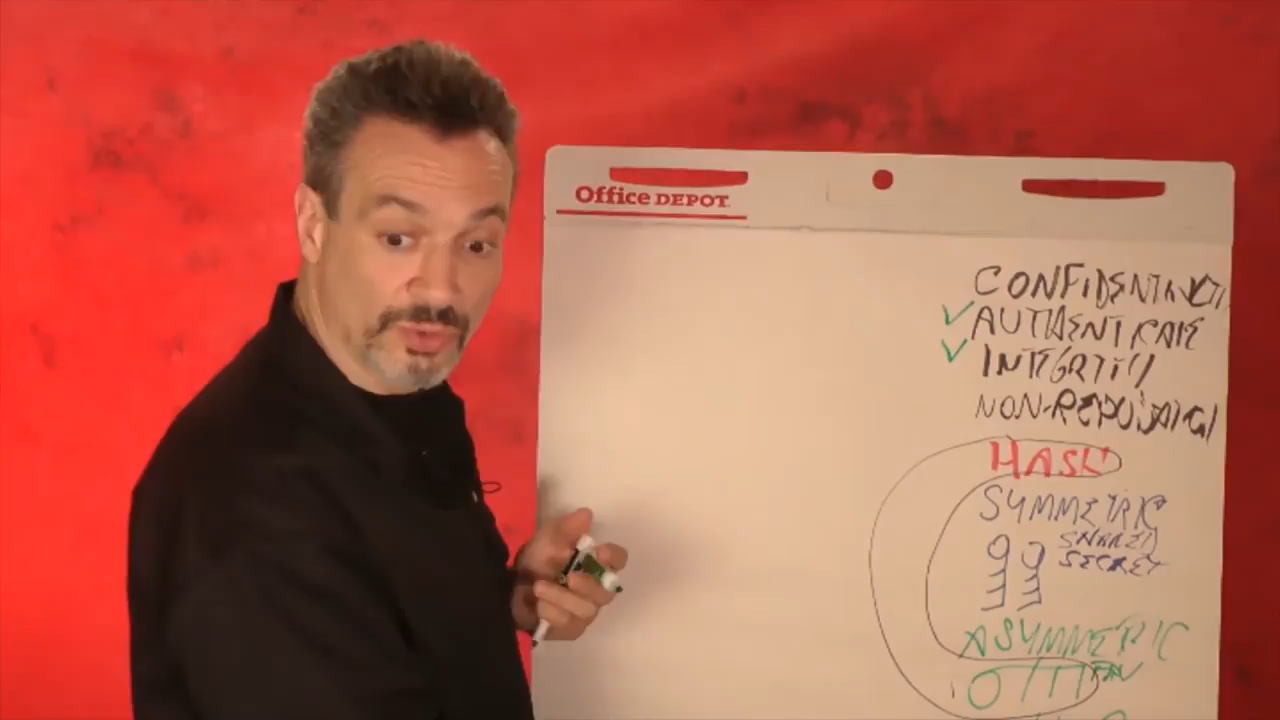 Office DEPOT
CONFIDENTIALITY
AUTHENTICATE
INTEGRITY
NON-REPUDIATION
HASH
SYMMETRIC
SHARED
SECRET
ASYMMETRIC